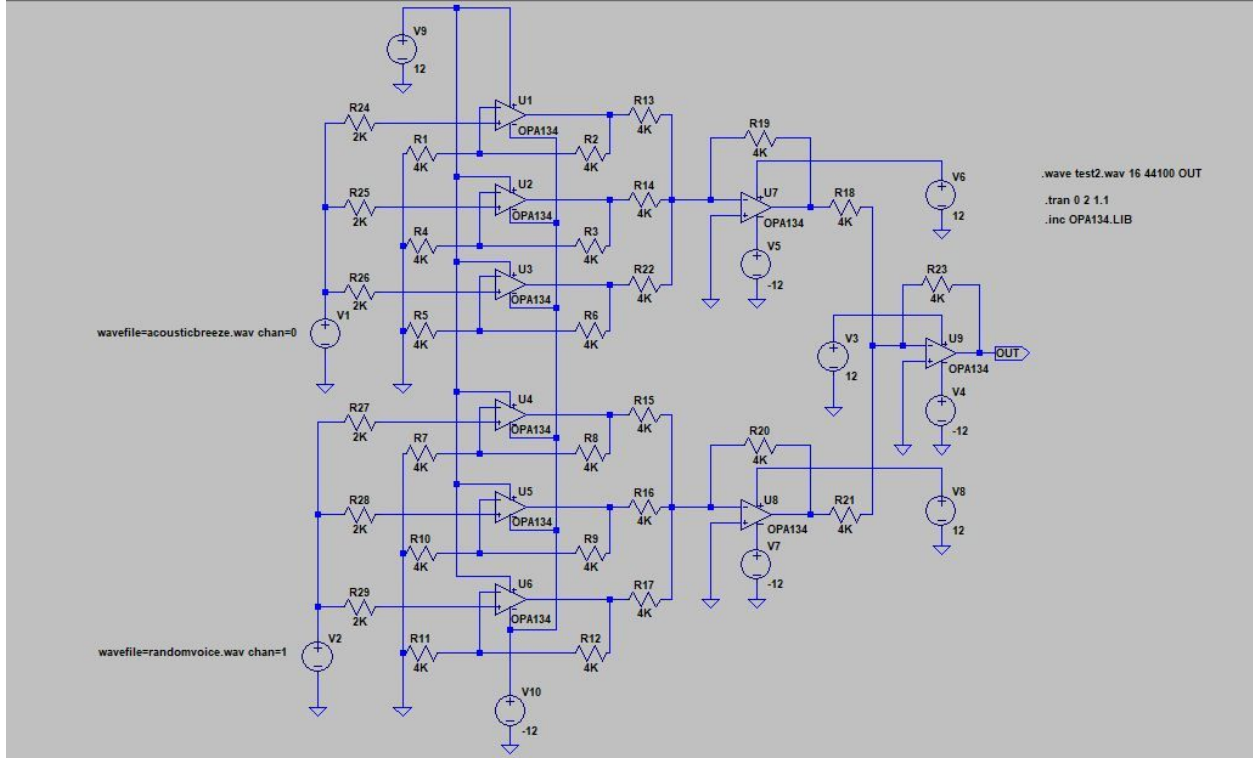 V9
12
R24
2K
U1
OPA134
R13
4K
R1
4K
R2
4K
R19
4K
.wave test2.wav 16 44100 OUT
.tran 0 2 1.1
.inc OPA134.LIB
V6
12
R25
2K
U2
OPA134
R14
4K
U7
OPA134
R18
4K
R4
4K
R3
4K
V5
-12
R26
2K
U3
OPA134
R22
4K
R23
4K
wavefile=acousticbreeze.wav chan=0
V1
R5
4K
R6
4K
V3
12
U9
OPA134
OUT
V4
-12
R27
2K
U4
OPA134
R15
4K
R7
4K
R8
4K
R20
4K
V8
12
R28
2K
U5
OPA134
R16
4K
U8
OPA134
R21
4K
R10
4K
R9
4K
V7
-12
R29
2K
U6
OPA134
R17
4K
wavefile=randomvoice.wav chan=1
V2
R11
4K
R12
4K
V10
-12